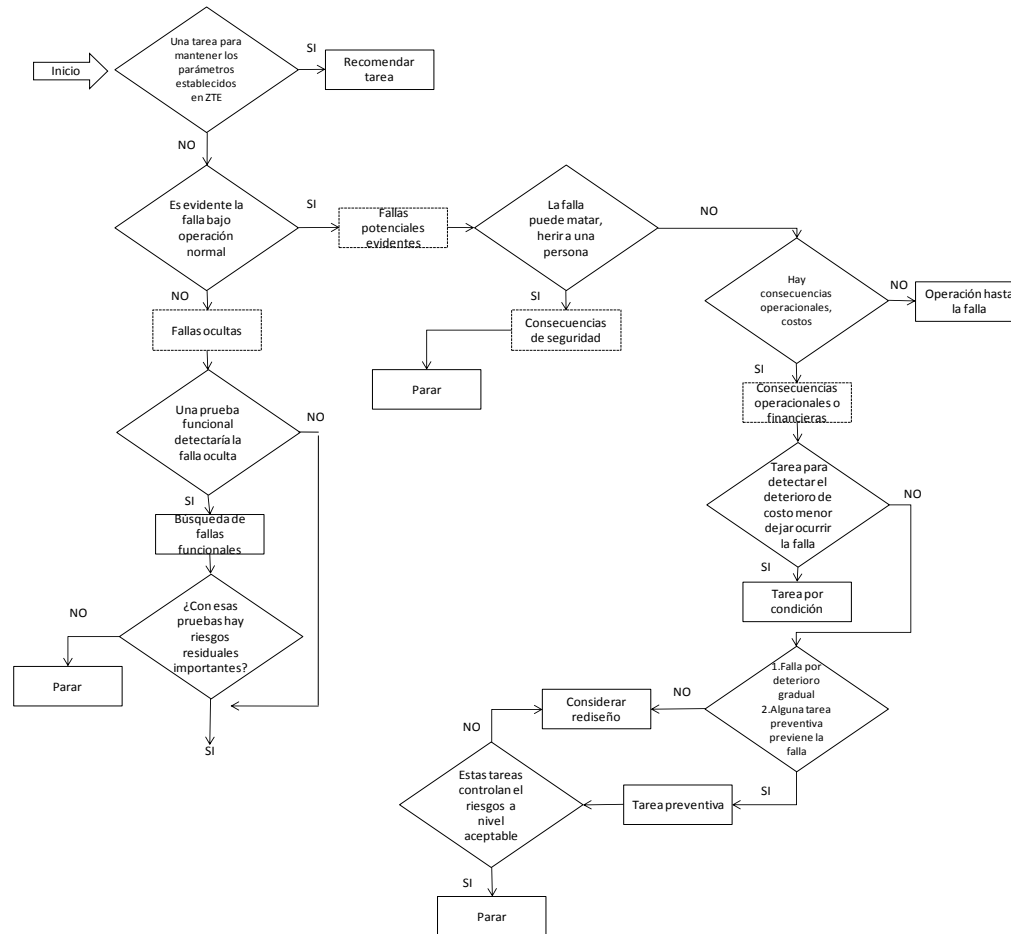 Inicio
Una tarea para
mantener los
parámetros
establecidos
en ZTE
SI
Recomendar
tarea
NO
Es evidente la
falla bajo
operación
normal
SI
Fallas
potenciales
evidentes
La falla
puede matar,
herir a una
persona
NO
Hay
consecuencias
operacionales,
costos
NO
Operación hasta
la falla
NO
Fallas ocultas
SI
Consecuencias
de seguridad
Parar
SI
Consecuencias
operacionales o
financieras
Una prueba
funcional
detectaría la
falla oculta
NO
SI
Búsqueda de
fallas
funcionales
Tarea para
detectar el
deterioro de
costo menor
dejar ocurrir
la falla
NO
SI
Tarea por
condición
¿Con esas
pruebas hay
riesgos
residuales
importantes?
NO
Parar
SI
1.Falla por
deterioro
gradual
2.Alguna tarea
preventiva
previene la
falla
NO
Considerar
rediseño
SI
Tarea preventiva
Estas tareas
controlan el
riesgos a
nivel
aceptable
NO
SI
Parar